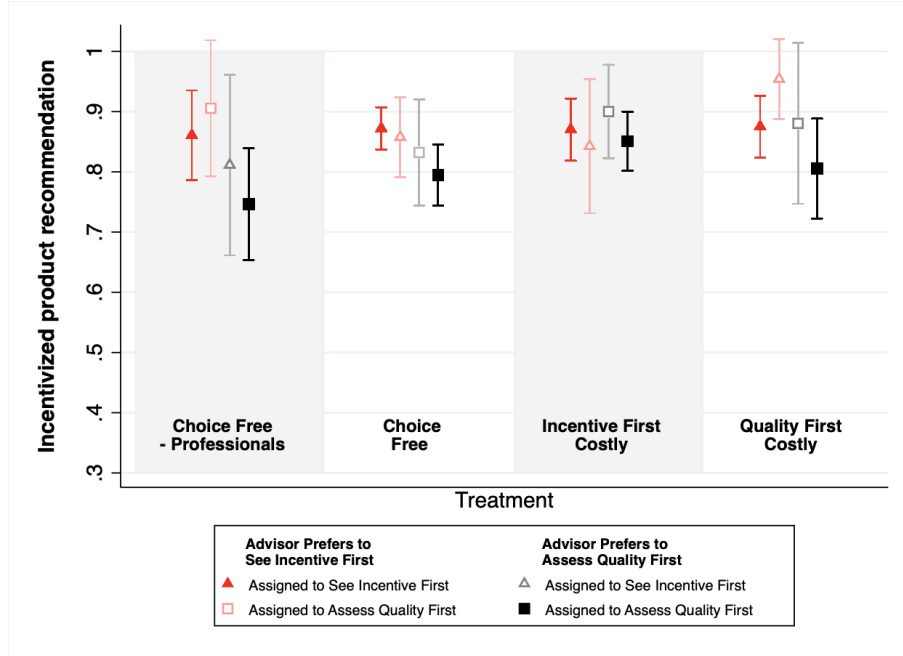 Incentivized product recommendation
1
.9
.8
.7
.6
.5
.4
.3
Choice Free
- Professionals
Choice
Free
Incentive First
Costly
Quality First
Costly
Treatment
Advisor Prefers to
See Incentive First
Assigned to See Incentive First
Assigned to Assess Quality First
Advisor Prefers to
Assess Quality First
Assigned to See Incentive First
Assigned to Assess Quality First